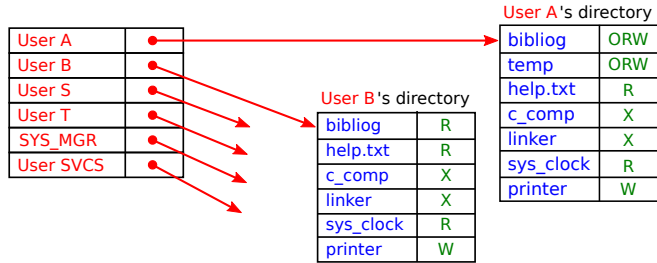 User A's directory
bibliog ORW
temp ORW
help.txt R
c_comp X
linker X
sys_clock R
printer W
User A
User B
User S
User T
SYS_MGR
User SVCS
User B's directory
bibliog R
help.txt R
c_comp X
linker X
sys_clock R
printer W